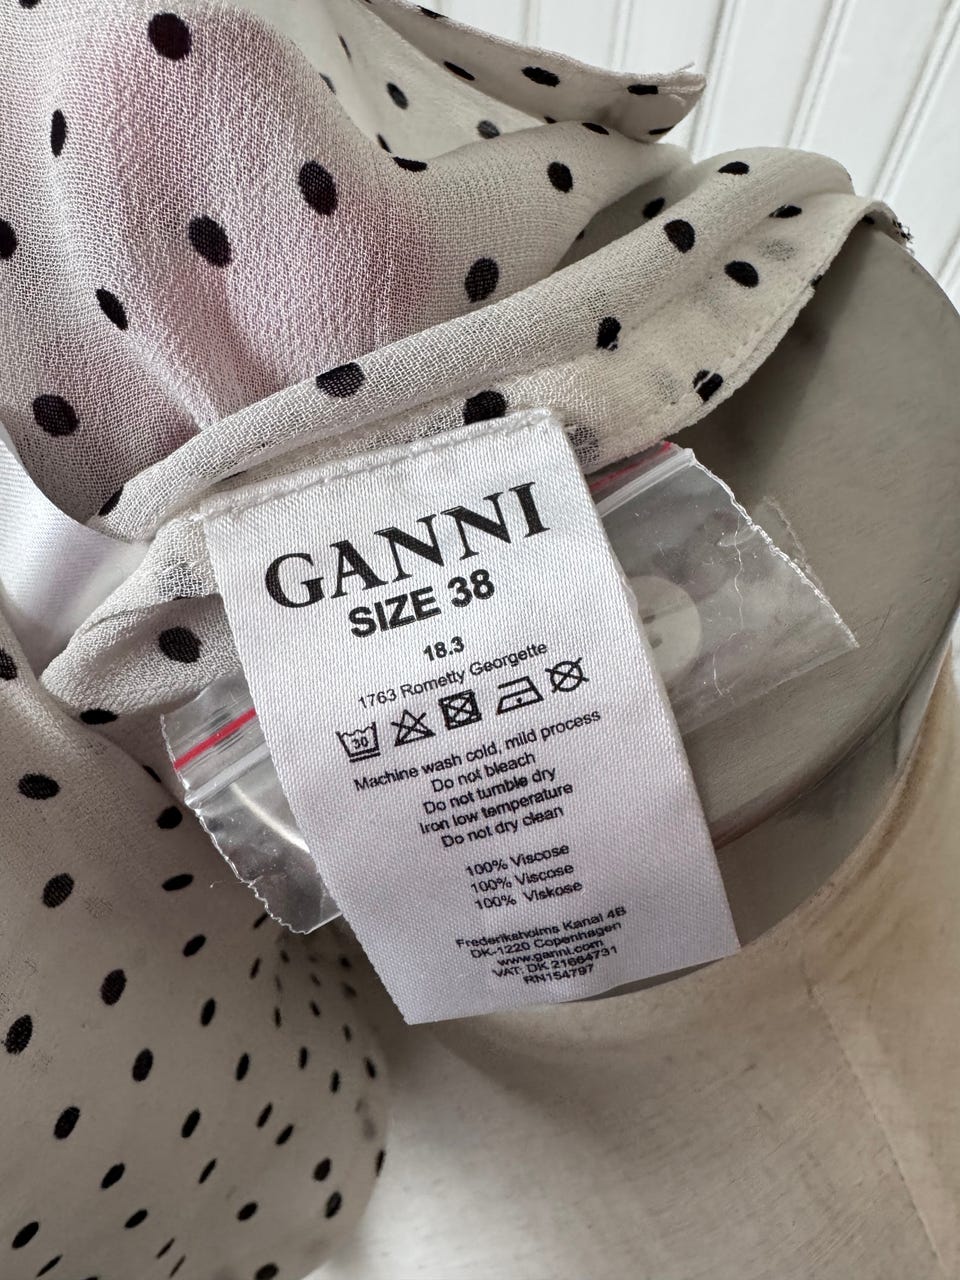 GANNI
SIZE 38
18.3
1763 Rometty Georgette
30
Machine wash cold, mild process
Do not bleach
Do not tumble dry
Iron low temperature
Do not dry clean
100% Viscose
100% Viscose
100% Viskose
Frederiksholms Kanal 4B
DK-1220 Copenhagen
www.ganni.com
VAT: DK 21664731
RN154797